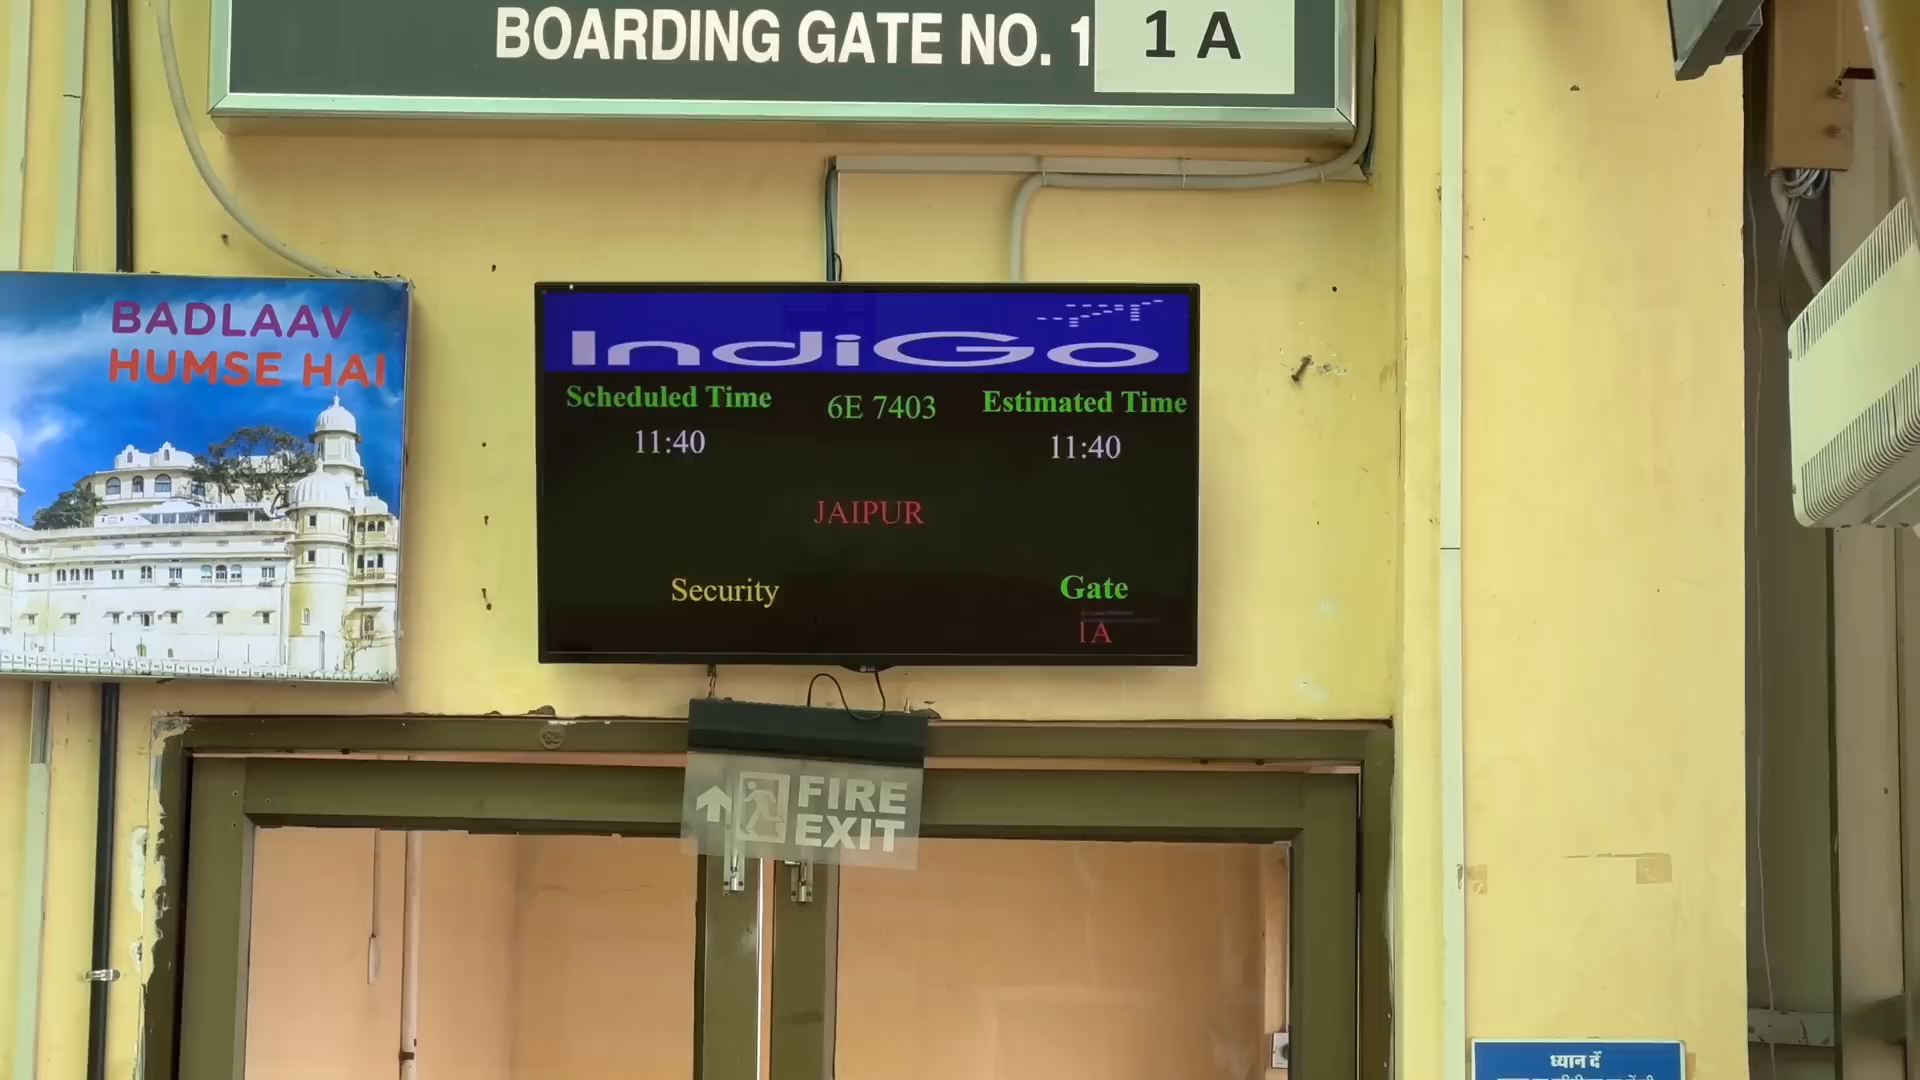 BOARDING GATE NO. 1
1 A
BADLAAV
HUMSE HAI
IndiGo
Scheduled Time
6E 7403
Estimated Time
11:40
11:40
JAIPUR
Security
Gate
1A
FIRE
EXIT
ध्यान दें